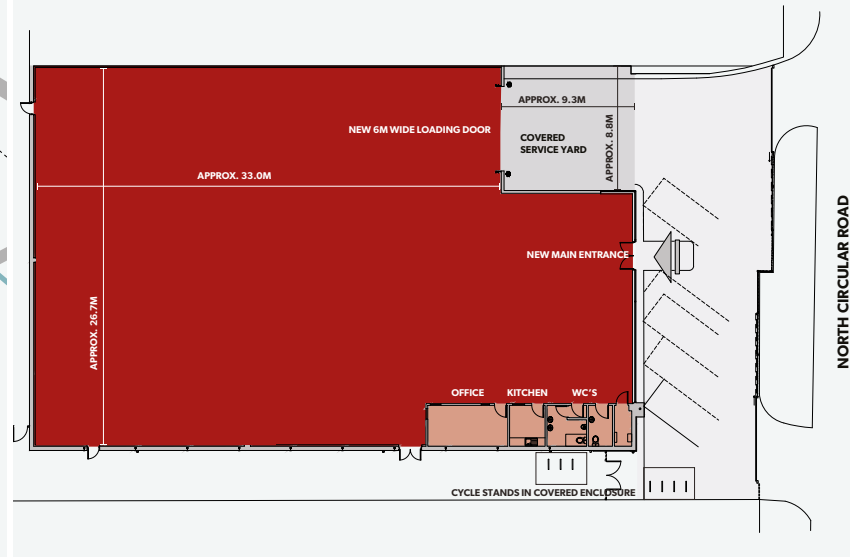 APPROX. 9.3M
NEW 6M WIDE LOADING DOOR
COVERED
SERVICE YARD
APPROX. 8.8M
APPROX. 33.0M
NEW MAIN ENTRANCE
NORTH CIRCULAR ROAD
APPROX. 26.7M
OFFICE
KITCHEN
WC'S
CYCLE STANDS IN COVERED ENCLOSURE